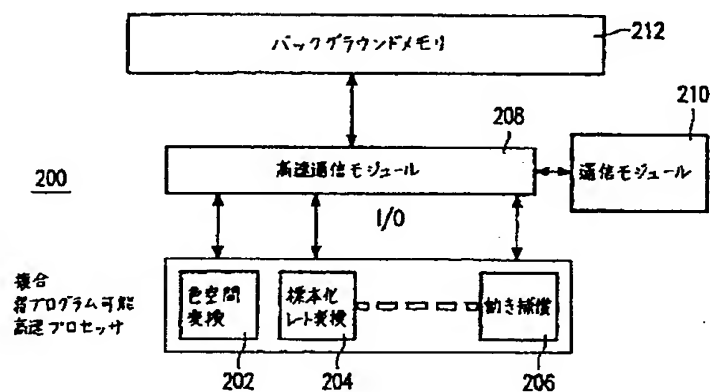 バックグラウンドメモリ
212
208
210
高速通信モジュール
通信モジュール
200
I/O
複合
弱プログラム可能
高速プロセッサ
色空間
変換
標本化
レート変換
動き補償
202
204
206